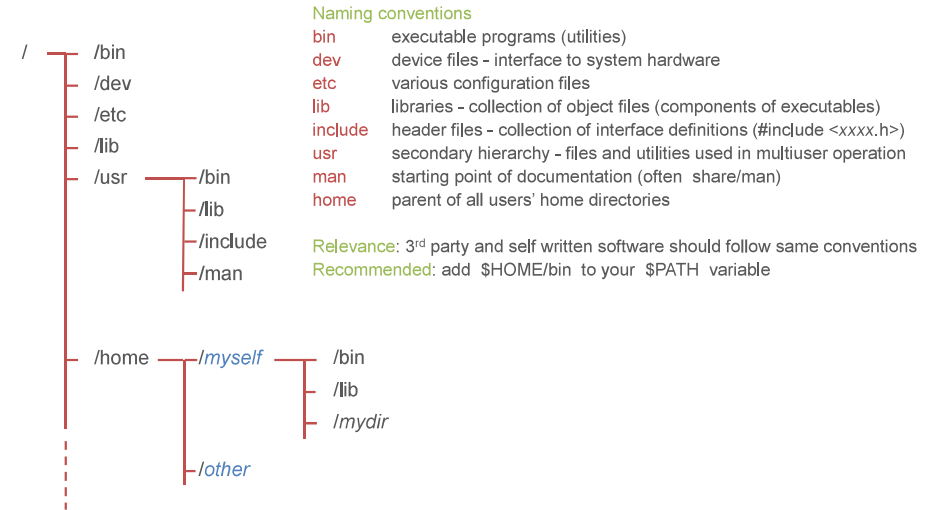 Naming conventions
bin executable programs (utilities)
dev device files - interface to system hardware
etc various configuration files
lib libraries - collection of object files (components of executables)
include header files - collection of interface definitions (#include <xxxx.h>)
usr secondary hierarchy - files and utilities used in multiuser operation
man starting point of documentation (often share/man)
home parent of all users' home directories
Relevance: 3rd party and self written software should follow same conventions
Recommended: add $HOME/bin to your $PATH variable
/ /bin
/dev
/etc
/lib
/usr /bin
/lib
/include
/man
/home /myself /bin
/lib
/mydir
/other